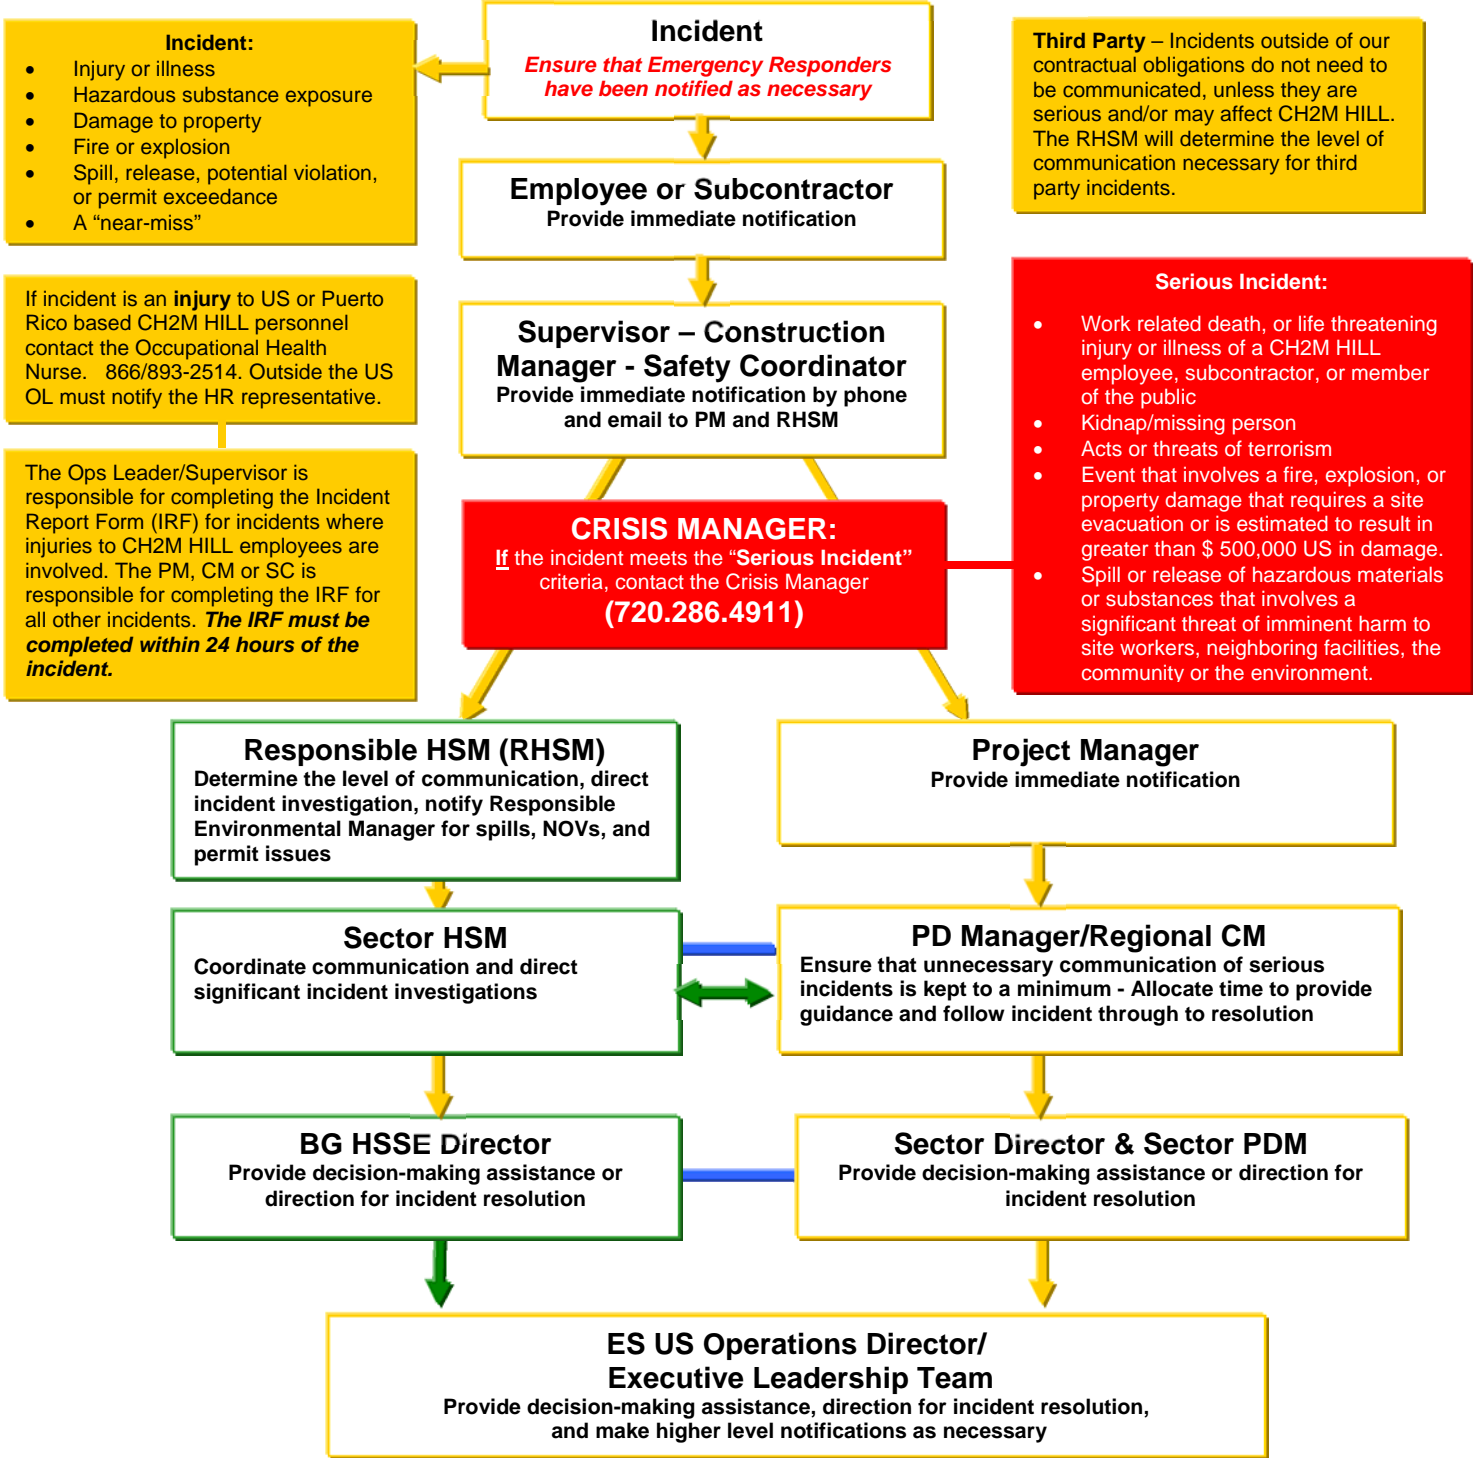 Incident
Ensure that Emergency Responders
have been notified as necessary
Incident:
• Injury or illness
• Hazardous substance exposure
• Damage to property
• Fire or explosion
• Spill, release, potential violation,
or permit exceedance
• A “near-miss”
Third Party – Incidents outside of our
contractual obligations do not need to
be communicated, unless they are
serious and/or may affect CH2M HILL.
The RHSM will determine the level of
communication necessary for third
party incidents.
Employee or Subcontractor
Provide immediate notification
If incident is an injury to US or Puerto
Rico based CH2M HILL personnel
contact the Occupational Health
Nurse. 866/893-2514. Outside the US
OL must notify the HR representative.
Supervisor – Construction
Manager - Safety Coordinator
Provide immediate notification by phone
and email to PM and RHSM
Serious Incident:
• Work related death, or life threatening
injury or illness of a CH2M HILL
employee, subcontractor, or member
of the public
• Kidnap/missing person
• Acts or threats of terrorism
• Event that involves a fire, explosion, or
property damage that requires a site
evacuation or is estimated to result in
greater than $ 500,000 US in damage.
• Spill or release of hazardous materials
or substances that involves a
significant threat of imminent harm to
site workers, neighboring facilities, the
community or the environment.
The Ops Leader/Supervisor is
responsible for completing the Incident
Report Form (IRF) for incidents where
injuries to CH2M HILL employees are
involved. The PM, CM or SC is
responsible for completing the IRF for
all other incidents. The IRF must be
completed within 24 hours of the
incident.
CRISIS MANAGER:
If the incident meets the “Serious Incident”
criteria, contact the Crisis Manager
(720.286.4911)
Responsible HSM (RHSM)
Determine the level of communication, direct
incident investigation, notify Responsible
Environmental Manager for spills, NOVs, and
permit issues
Project Manager
Provide immediate notification
Sector HSM
Coordinate communication and direct
significant incident investigations
PD Manager/Regional CM
Ensure that unnecessary communication of serious
incidents is kept to a minimum - Allocate time to provide
guidance and follow incident through to resolution
BG HSSE Director
Provide decision-making assistance or
direction for incident resolution
Sector Director & Sector PDM
Provide decision-making assistance or direction for
incident resolution
ES US Operations Director/
Executive Leadership Team
Provide decision-making assistance, direction for incident resolution,
and make higher level notifications as necessary